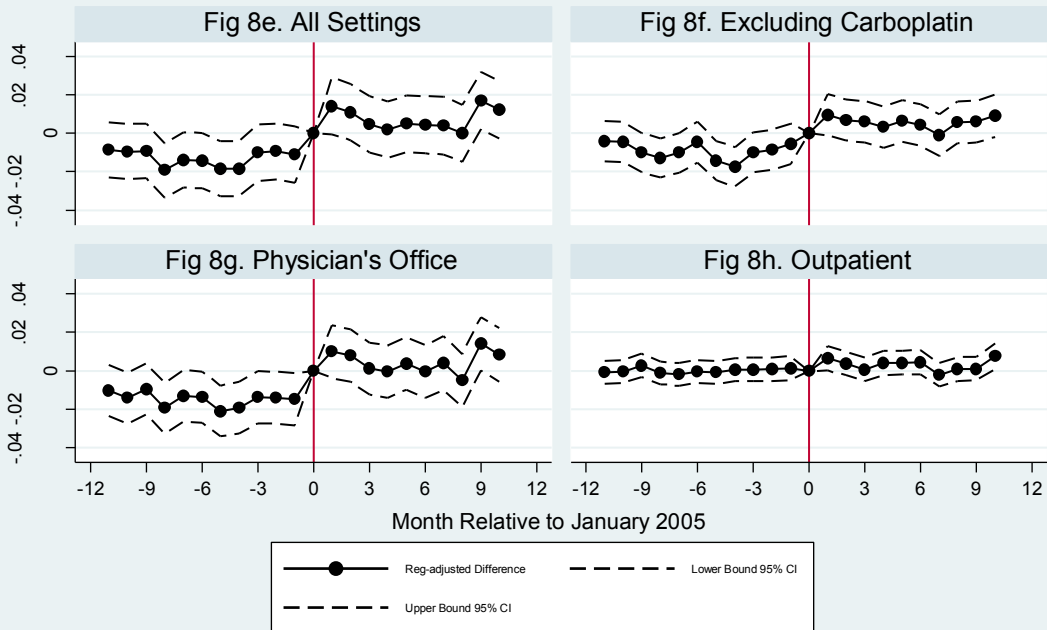 Fig 8e. All Settings
Fig 8f. Excluding Carboplatin
.04
.02
0
-.02
-.04
Fig 8g. Physician's Office
Fig 8h. Outpatient
.04
.02
0
-.02
-.04
-12 -9 -6 -3 0 3 6 9 12
-12 -9 -6 -3 0 3 6 9 12
Month Relative to January 2005
Reg-adjusted Difference
Lower Bound 95% CI
Upper Bound 95% CI